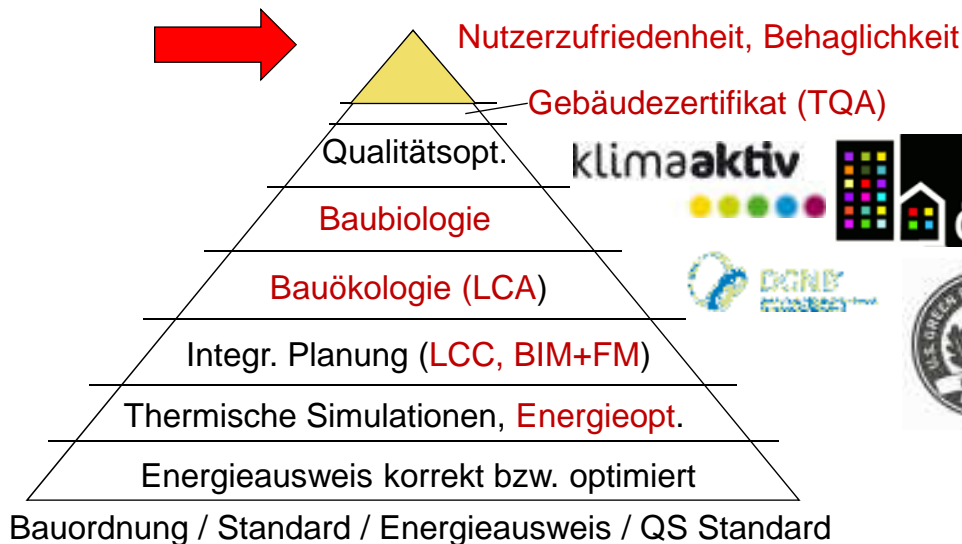 Nutzerzufriedenheit, Behaglichkeit
Gebäudezertifikat (TQA)
Qualitätsopt.
klimaaktiv
Baubiologie
Bauökologie (LCA)
DGNB
U.S. GREEN
Integr. Planung (LCC, BIM+FM)
Thermische Simulationen, Energieopt.
Energieausweis korrekt bzw. optimiert
Bauordnung / Standard / Energieausweis / QS Standard